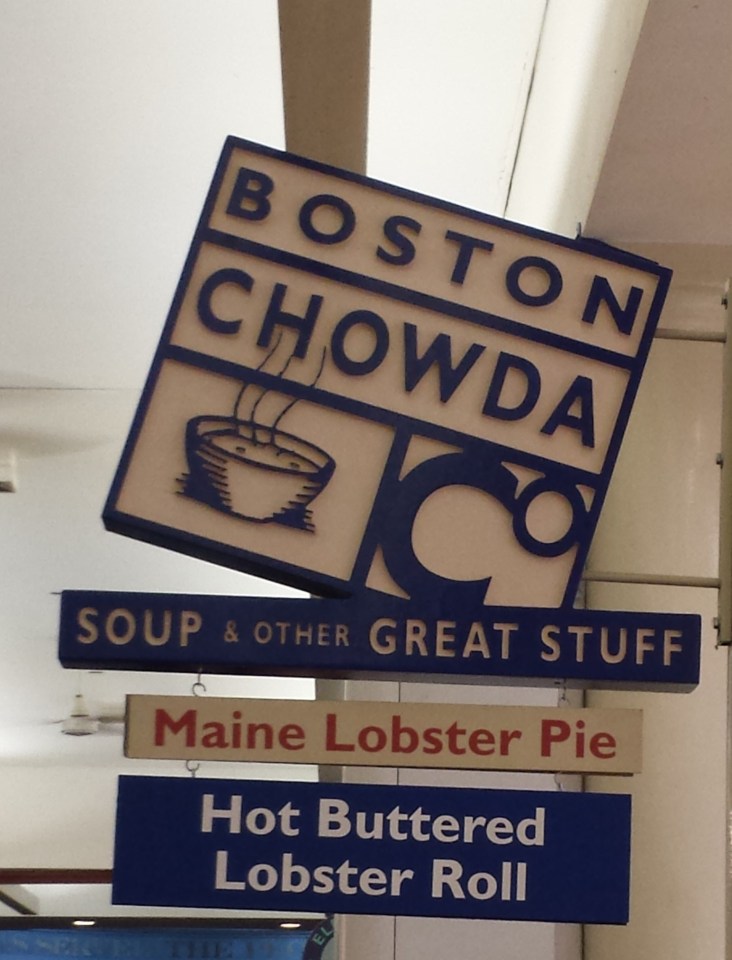 BOSTON
CHOWDA
Co
SOUP & OTHER GREAT STUFF
Maine Lobster Pie
Hot Buttered
Lobster Roll